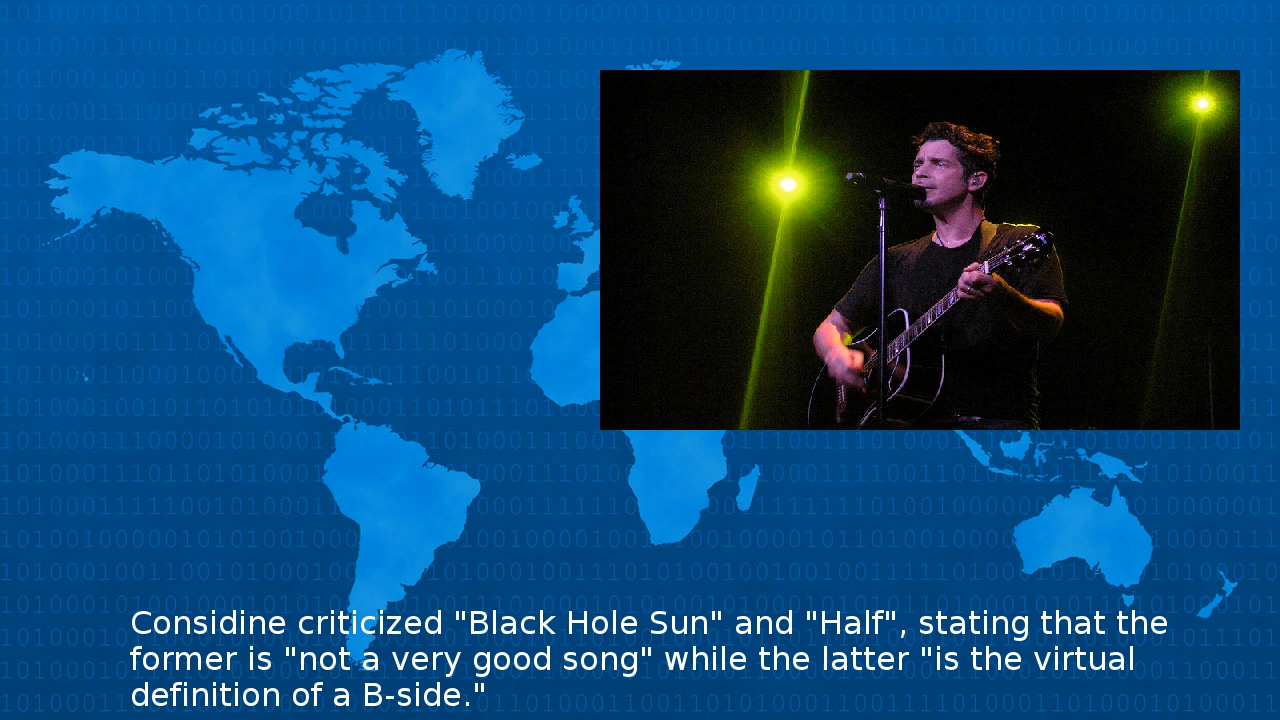 Considine criticized "Black Hole Sun" and "Half", stating that the
former is "not a very good song" while the latter "is the virtual
definition of a B-side."